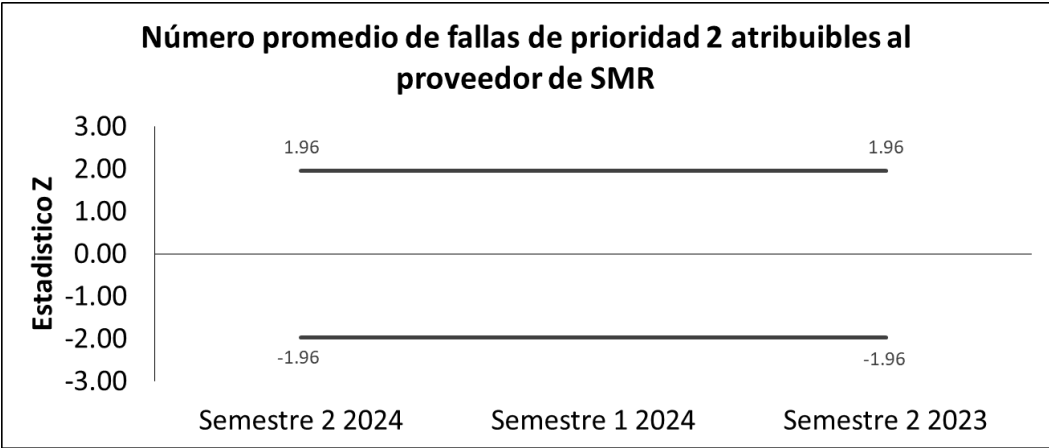 Número promedio de fallas de prioridad 2 atribuibles al
proveedor de SMR
Estadistico Z
3.00
2.00
1.00
0.00
-1.00
-2.00
-3.00
1.96
1.96
-1.96
-1.96
Semestre 2 2024
Semestre 1 2024
Semestre 2 2023